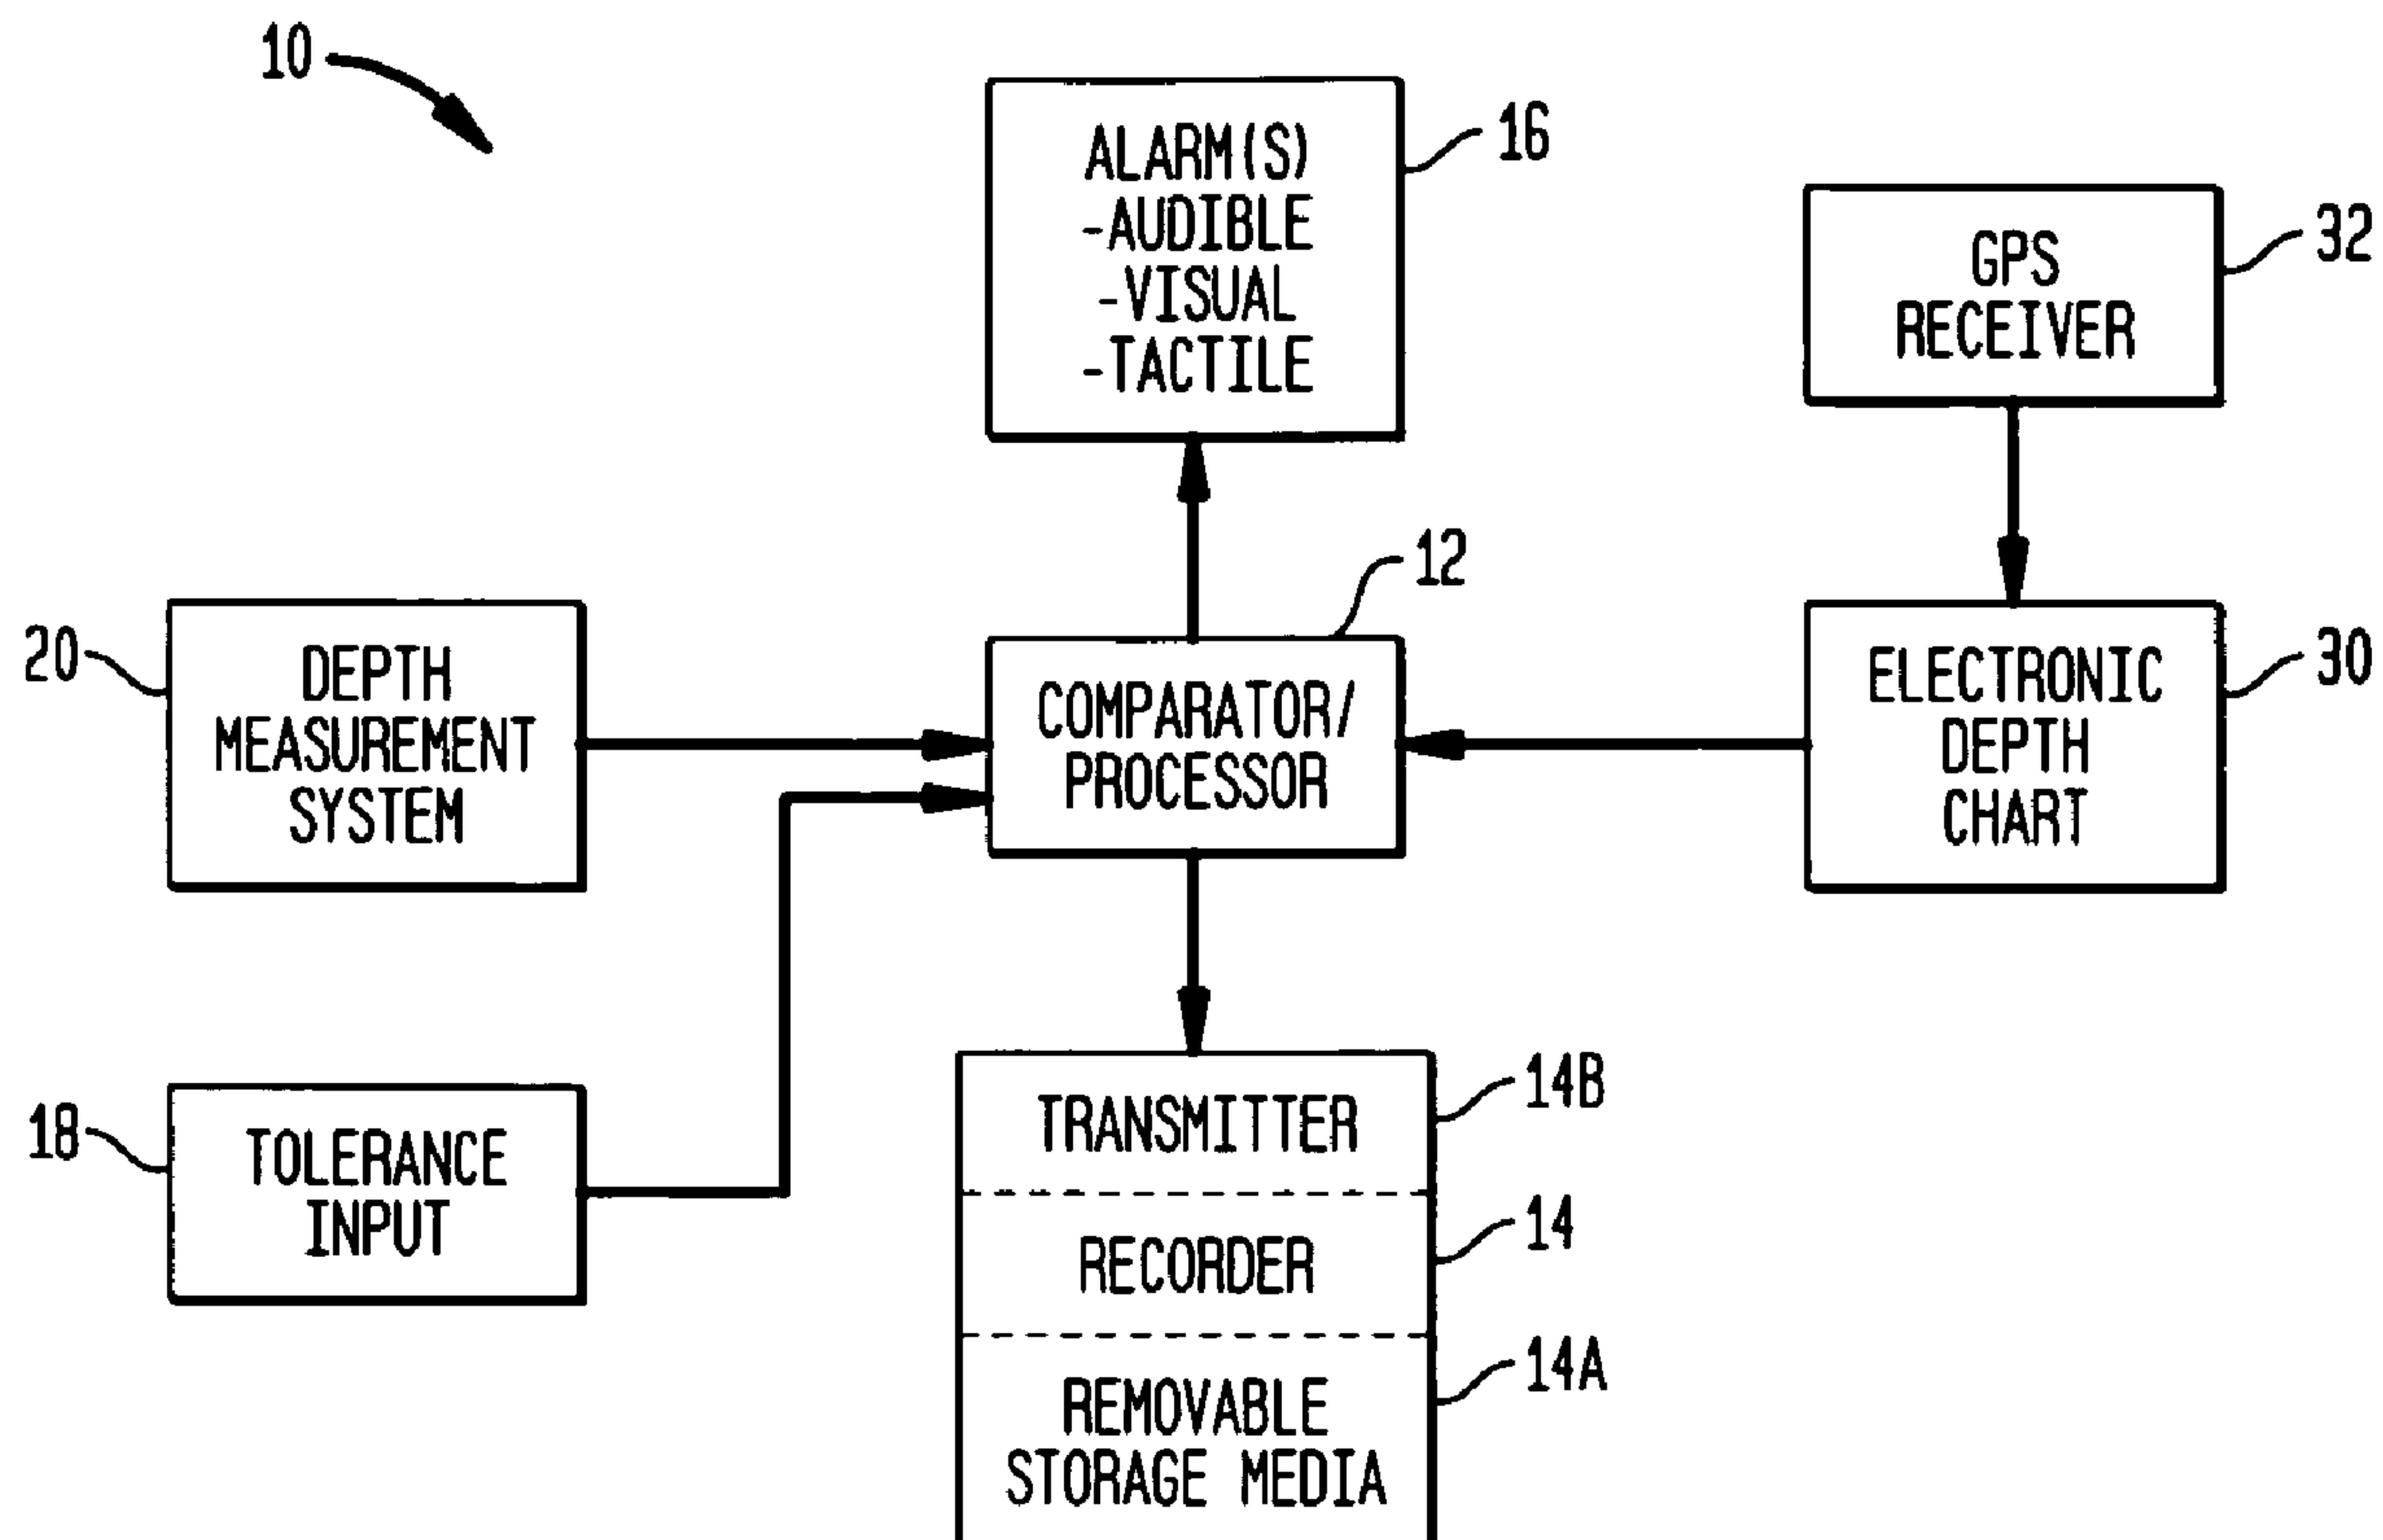 10
ALARM(S)
-AUDIBLE
-VISUAL
-TACTILE
16
GPS
RECEIVER
32
12
20
DEPTH
MEASUREMENT
SYSTEM
COMPARATOR/
PROCESSOR
ELECTRONIC
DEPTH
CHART
30
18
TOLERANCE
INPUT
TRANSMITTER
14B
RECORDER
14
REMOVABLE
STORAGE MEDIA
14A